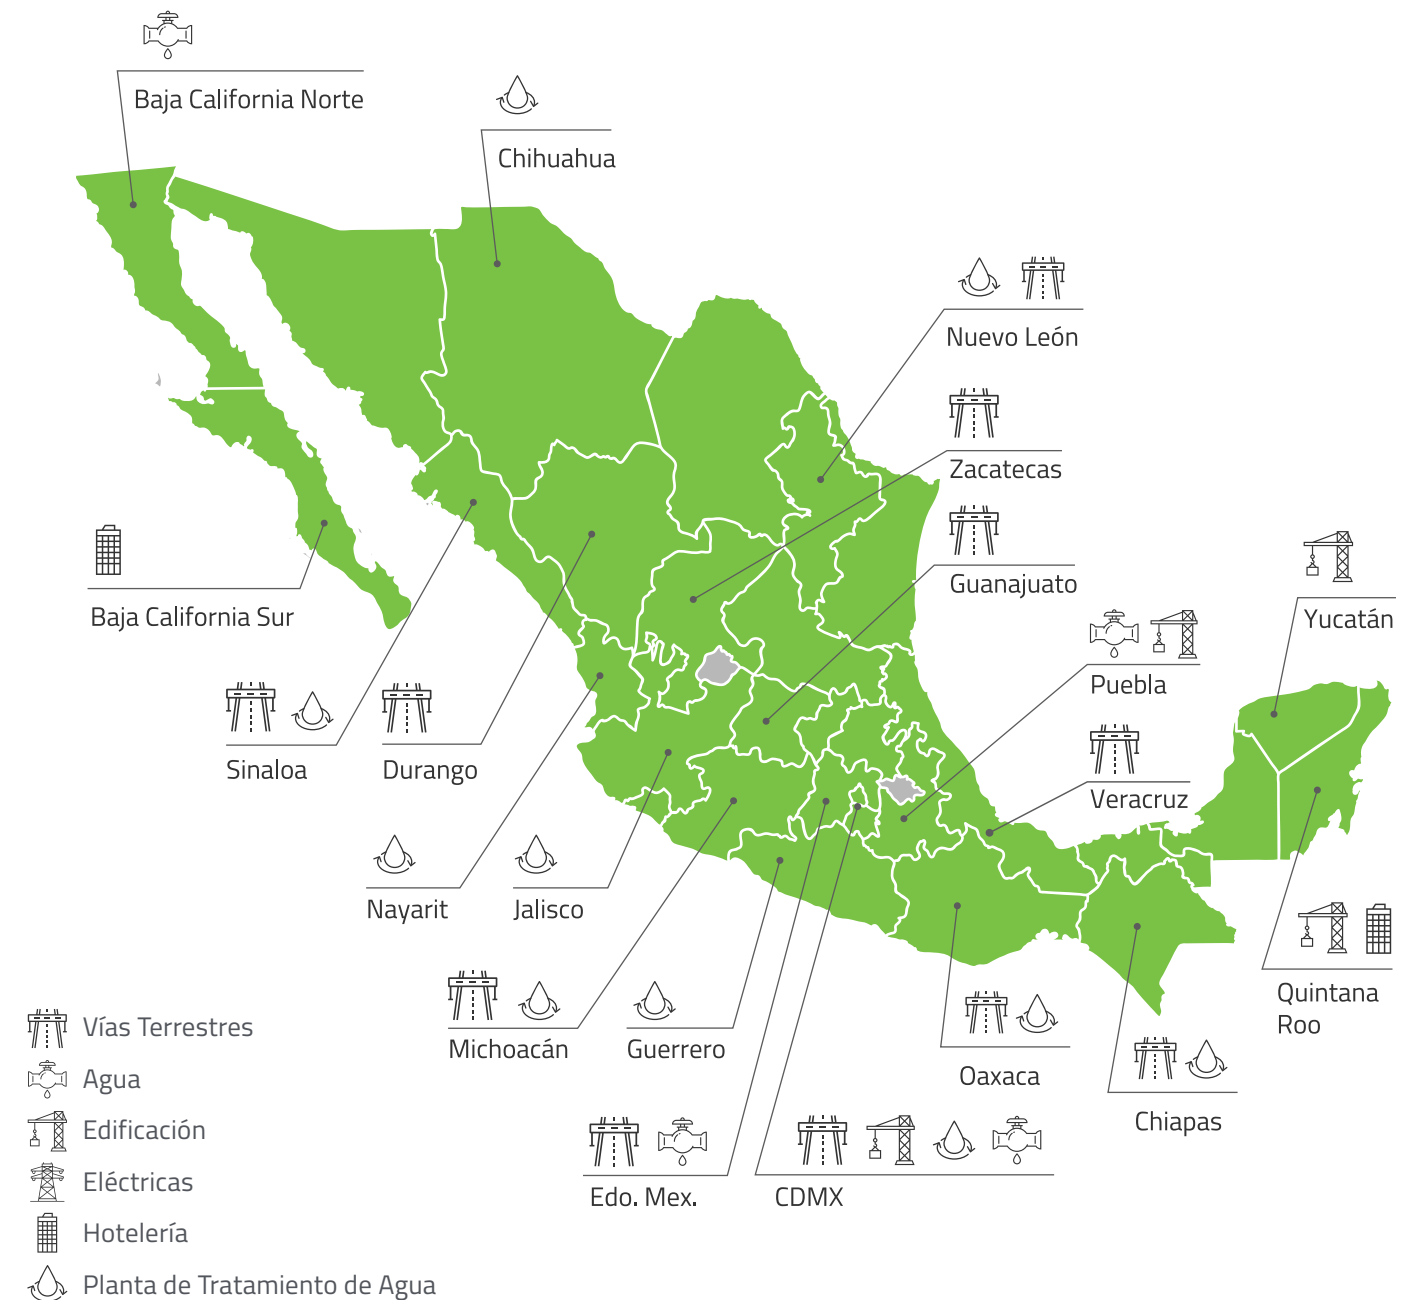 Baja California Norte
Chihuahua
Nuevo León
Zacatecas
Guanajuato
Baja California Sur
Yucatán
Puebla
Sinaloa
Durango
Veracruz
Nayarit
Jalisco
Quintana
Roo
Michoacán
Guerrero
Oaxaca
Chiapas
Edo. Mex.
CDMX
Vías Terrestres
Agua
Edificación
Eléctricas
Hotelería
Planta de Tratamiento de Agua